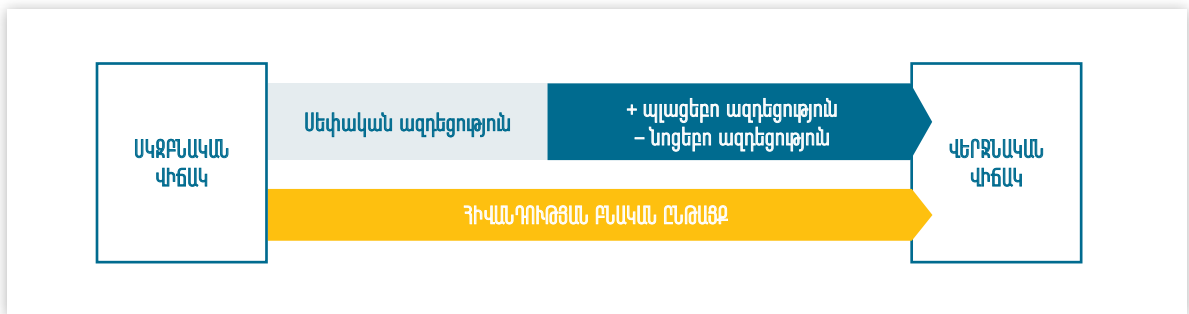 ՍԿԶԲՆԱԿԱՆ
ՎԻՃԱԿ
Սեփական ազդեցություն
+ պլացեբո ազդեցություն
– նոցեբո ազդեցություն
ՎԵՐՋՆԱԿԱՆ
ՎԻՃԱԿ
ՀԻՎԱՆԴՈՒԹՅԱՆ ԲՆԱԿԱՆ ԸՆԹԱՑՔ